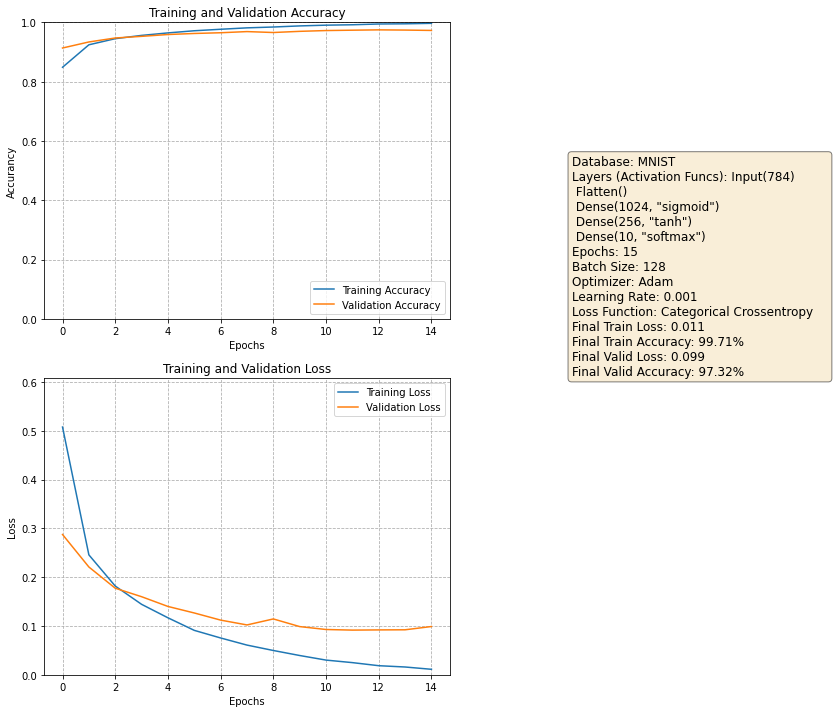 Training and Validation Accuracy
1.0
0.8
0.6
0.4
0.2
0.0
Accurancy
0 2 4 6 8 10 12 14
Epochs
Training Accuracy
Validation Accuracy
Training and Validation Loss
0.6
0.5
0.4
0.3
0.2
0.1
0.0
Loss
0 2 4 6 8 10 12 14
Epochs
Training Loss
Validation Loss
Database: MNIST
Layers (Activation Funcs): Input(784)
Flatten()
Dense(1024, "sigmoid")
Dense(256, "tanh")
Dense(10, "softmax")
Epochs: 15
Batch Size: 128
Optimizer: Adam
Learning Rate: 0.001
Loss Function: Categorical Crossentropy
Final Train Loss: 0.011
Final Train Accuracy: 99.71%
Final Valid Loss: 0.099
Final Valid Accuracy: 97.32%